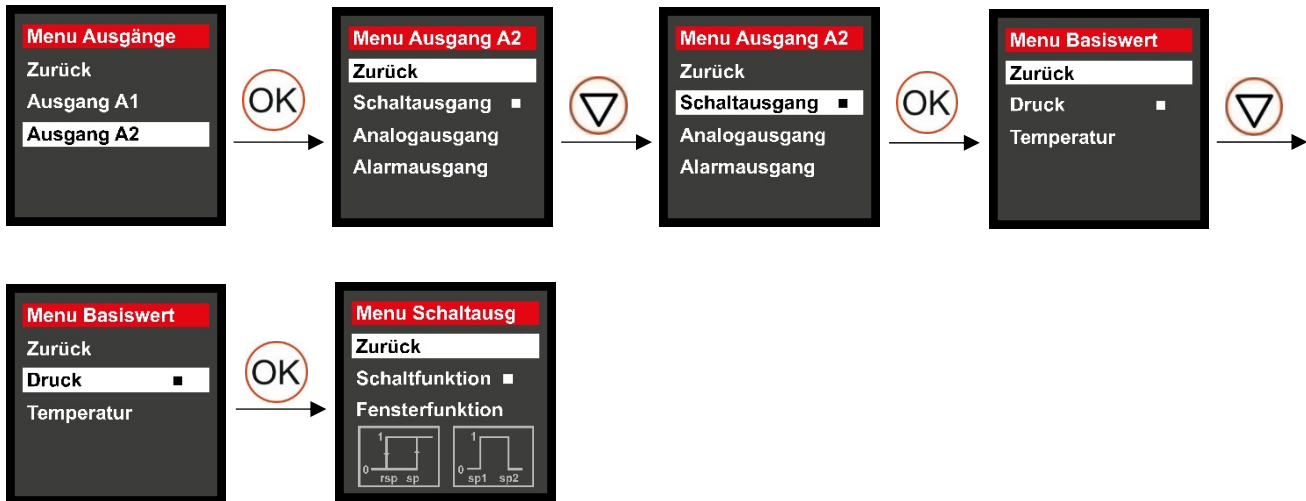 Menu Ausgänge
Zurück
Ausgang A1
Ausgang A2
OK
Menu Ausgang A2
Zurück
Schaltausgang
Analogausgang
Alarmausgang
Menu Ausgang A2
Zurück
Schaltausgang
Analogausgang
Alarmausgang
OK
Menu Basiswert
Zurück
Druck
Temperatur
Menu Basiswert
Zurück
Druck
Temperatur
OK
Menu Schaltausg
Zurück
Schaltfunktion
Fensterfunktion
1
0
rsp sp
1
0
sp1 sp2